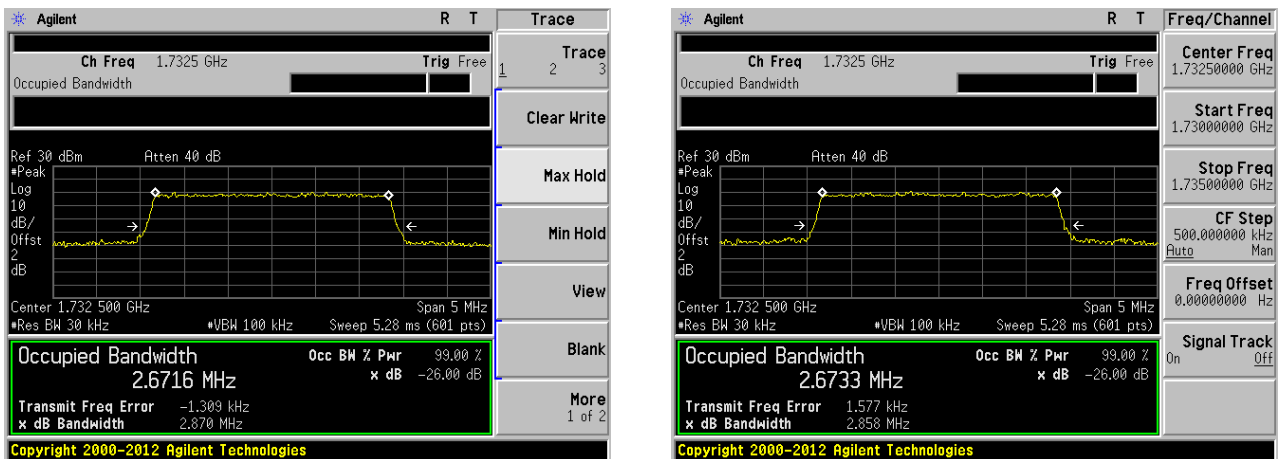 Agilent R T Trace
Ch Freq 1.7325 GHz Trig Free
Occupied Bandwidth
Trace
1 2 3
Clear Write
Max Hold
Min Hold
View
Blank
More
1 of 2
Ref 30 dBm Atten 40 dB
#Peak
Log
10
dB/
Offst
2
dB
Center 1.732 500 GHz Span 5 MHz
#Res BW 30 kHz #VBW 100 kHz Sweep 5.28 ms (601 pts)
Occupied Bandwidth Occ BW % Pwr 99.00 %
2.6716 MHz x dB -26.00 dB
Transmit Freq Error -1.309 kHz
x dB Bandwidth 2.870 MHz
Copyright 2000-2012 Agilent Technologies
Agilent R T Freq/Channel
Ch Freq 1.7325 GHz Trig Free
Occupied Bandwidth
Center Freq
1.73250000 GHz
Start Freq
1.73000000 GHz
Stop Freq
1.73500000 GHz
CF Step
500.000000 kHz
Auto Man
Freq Offset
0.00000000 Hz
Signal Track
On Off
Ref 30 dBm Atten 40 dB
#Peak
Log
10
dB/
Offst
2
dB
Center 1.732 500 GHz Span 5 MHz
#Res BW 30 kHz #VBW 100 kHz Sweep 5.28 ms (601 pts)
Occupied Bandwidth Occ BW % Pwr 99.00 %
2.6733 MHz x dB -26.00 dB
Transmit Freq Error 1.577 kHz
x dB Bandwidth 2.858 MHz
Copyright 2000-2012 Agilent Technologies